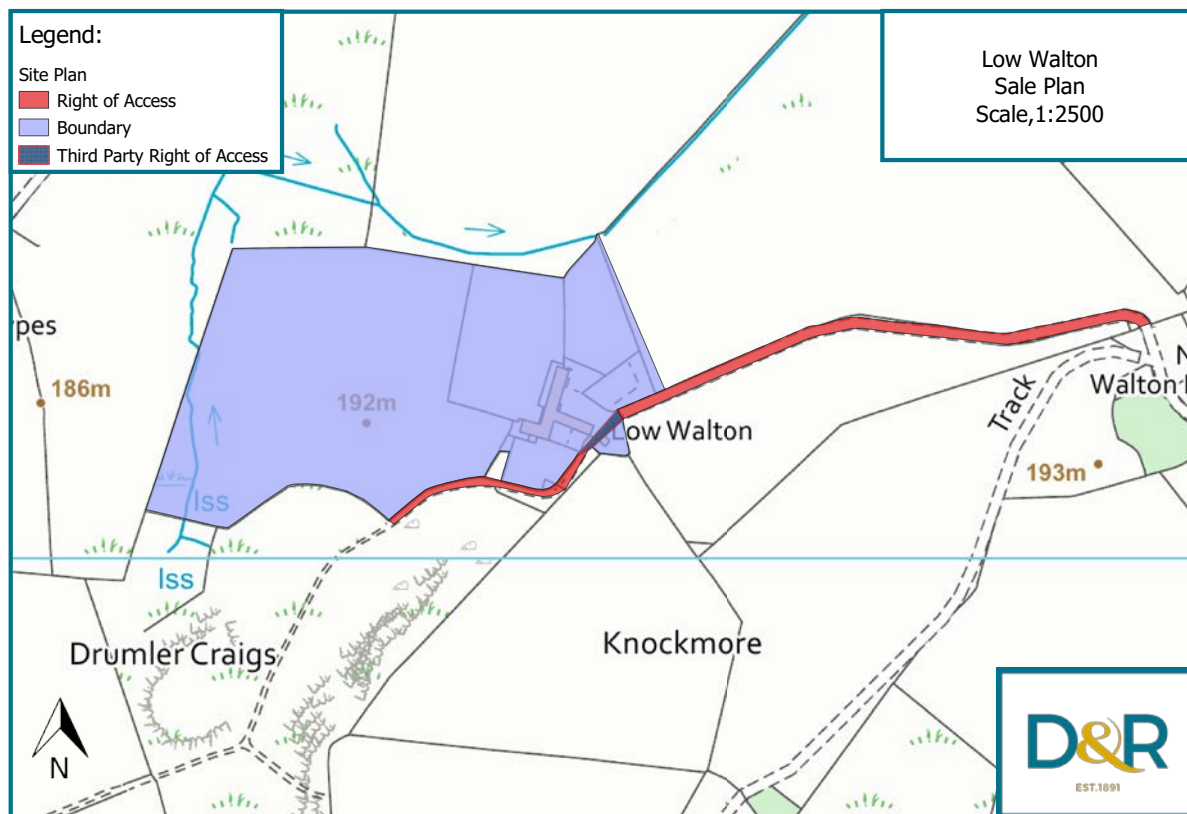 Legend:
Site Plan
Right of Access
Boundary
Third Party Right of Access
Low Walton
Sale Plan
Scale,1:2500
ypes
186m
192m
Low Walton
Track
N
Walton
193m
Iss
Iss
Drumler Craigs
Knockmore
N
D&R
EST.1891